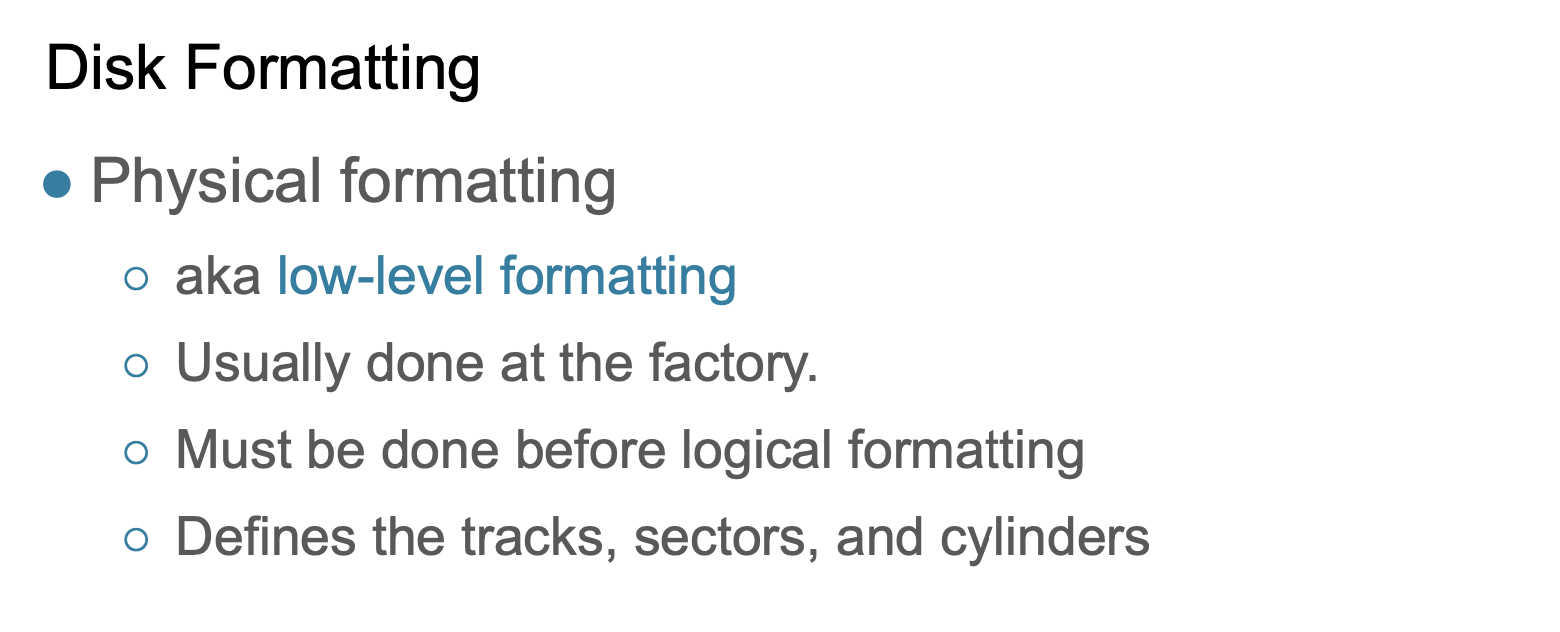 Disk Formatting
● Physical formatting
○ aka low-level formatting
○ Usually done at the factory.
○ Must be done before logical formatting
○ Defines the tracks, sectors, and cylinders